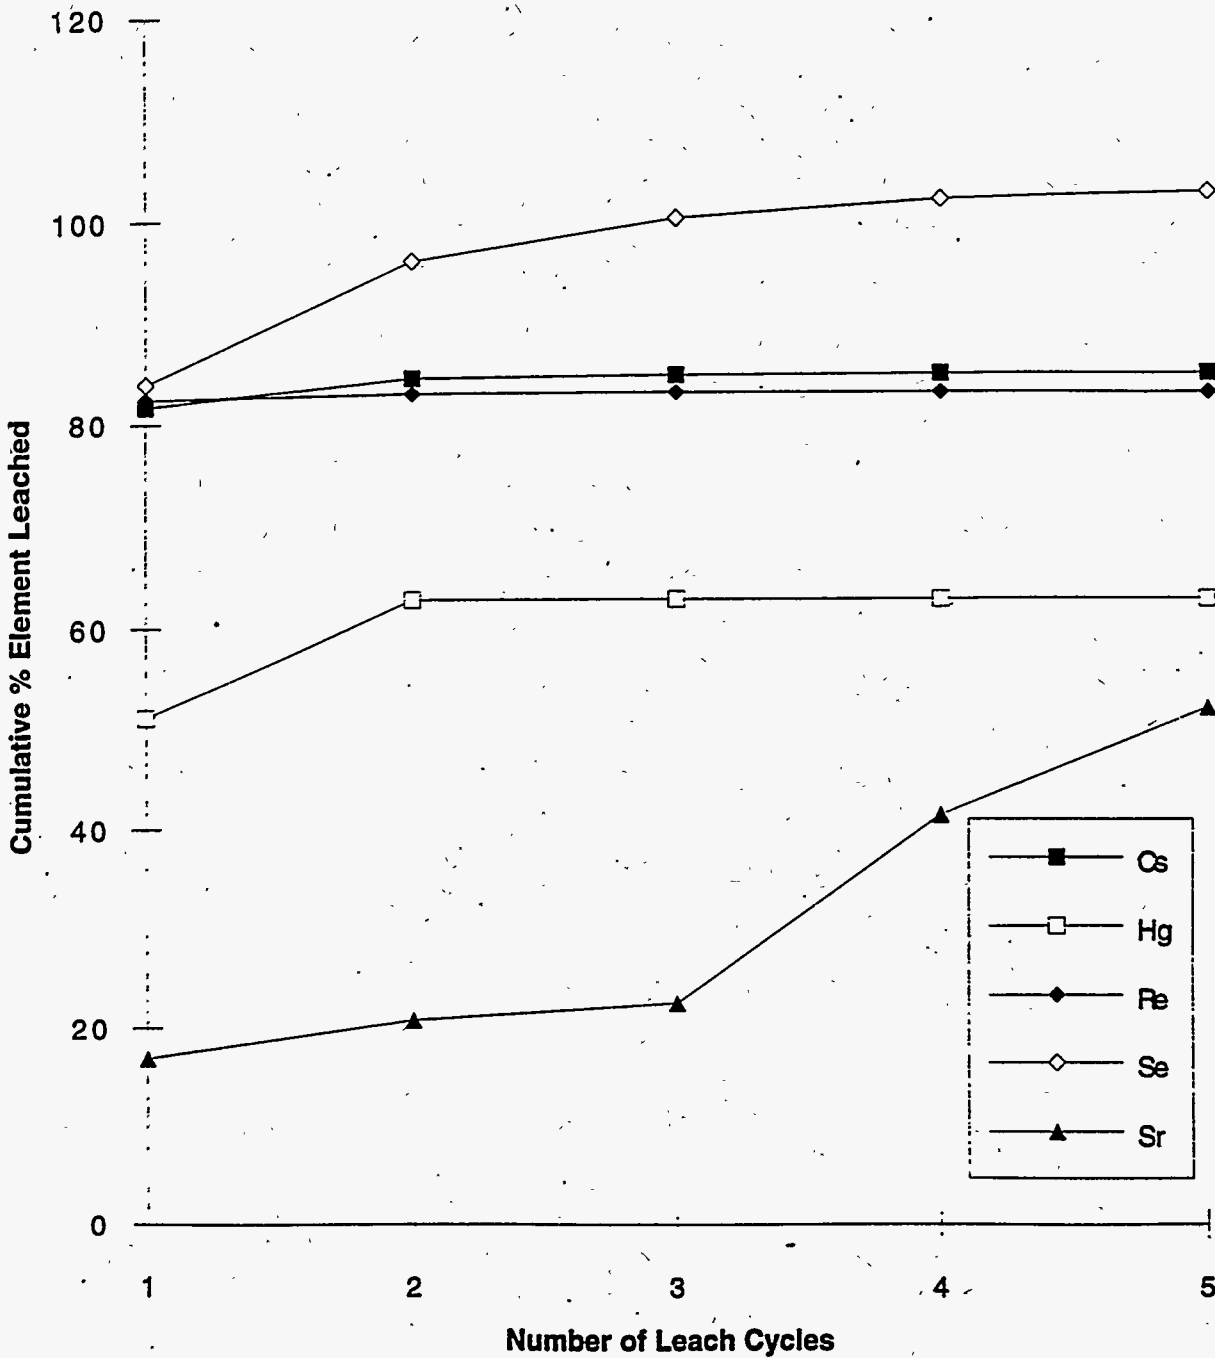 120
100
80
60
40
20
0
Cumulative % Element Leached
Cs
Hg
Re
Se
Sr
1 2 3 4 5
Number of Leach Cycles